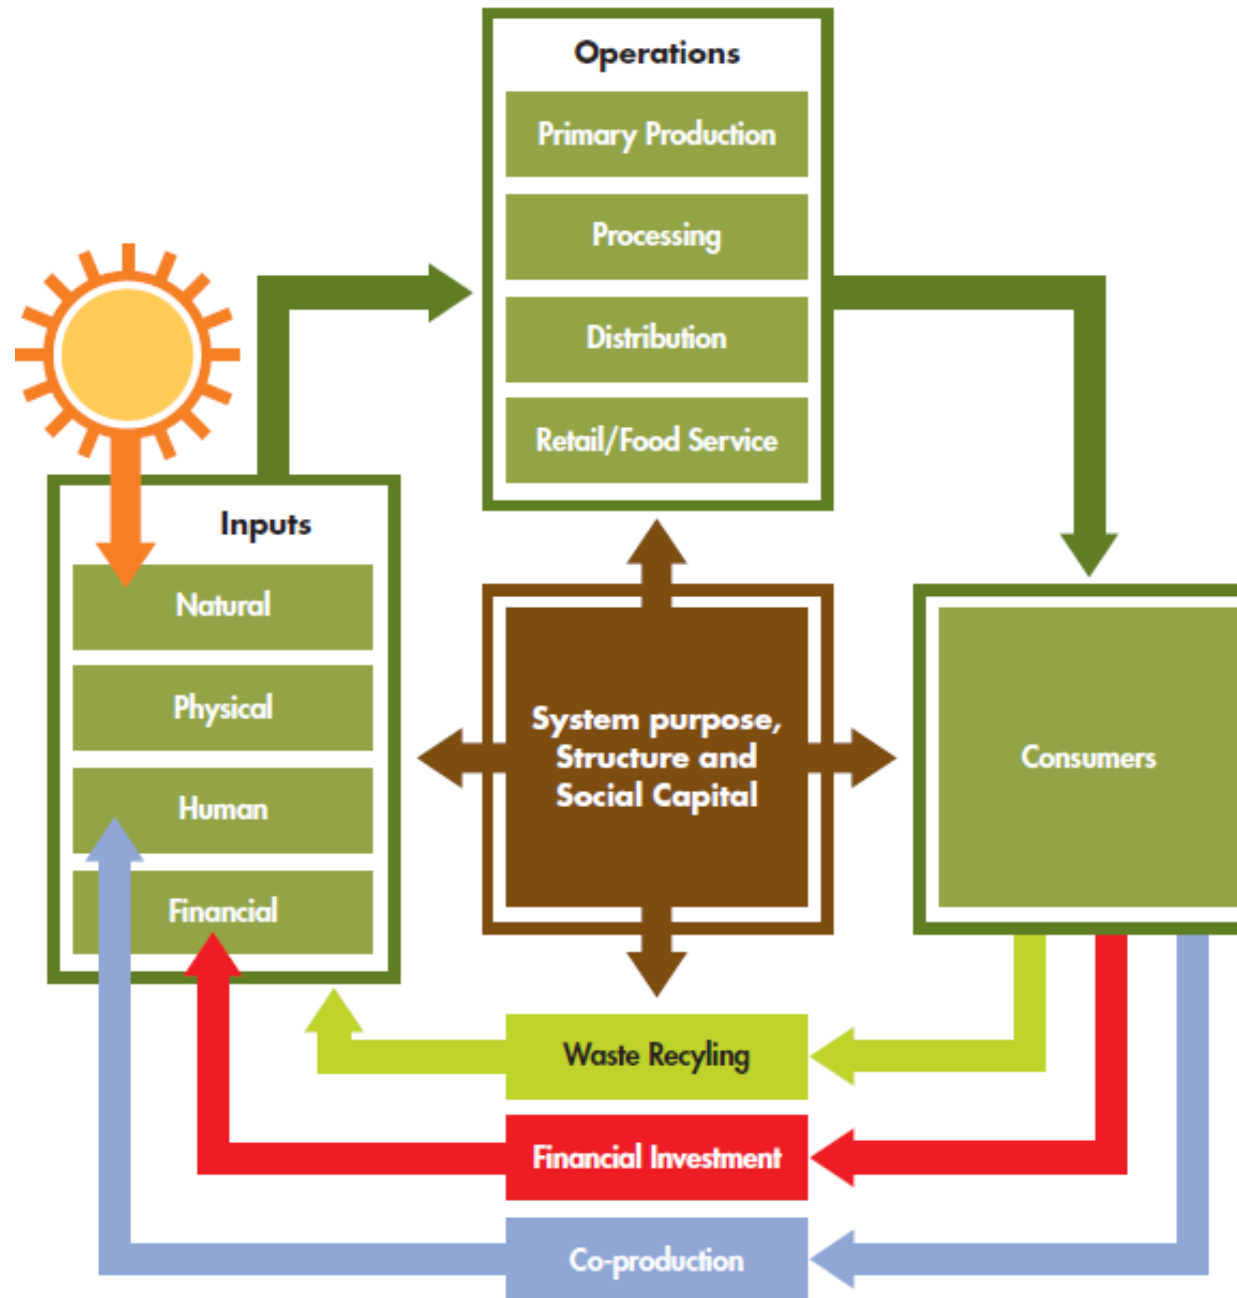 Operations
Primary Production
Processing
Distribution
Retail/Food Service
Inputs
Natural
Physical
Human
Financial
System purpose,
Structure and
Social Capital
Consumers
Waste Recyling
Financial Investment
Co-production